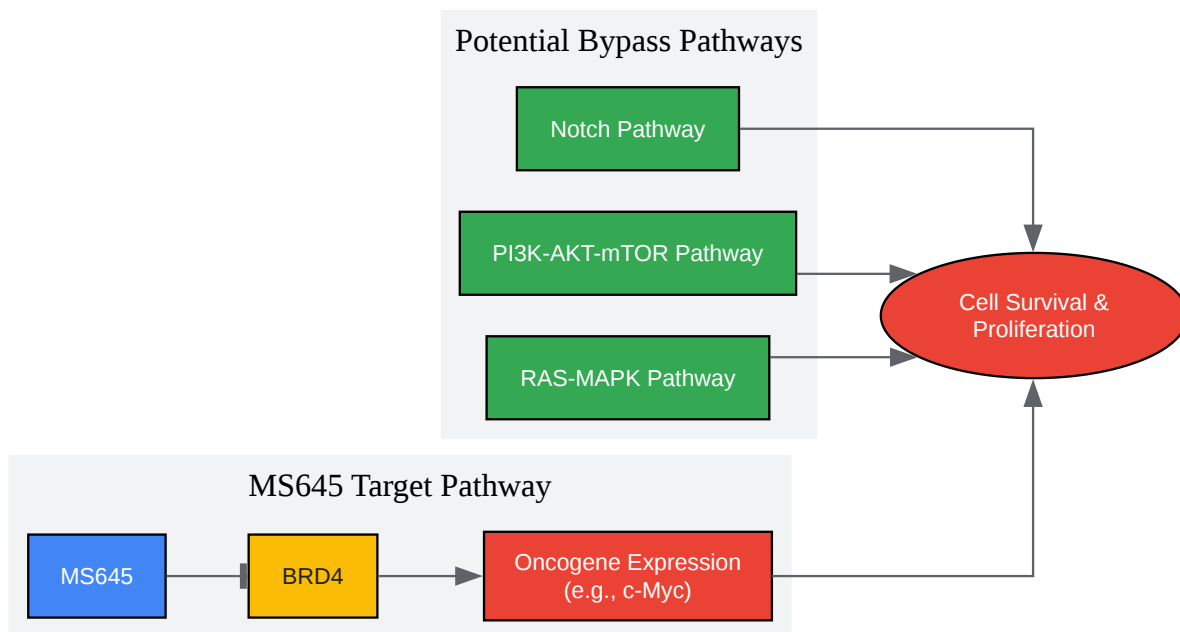 Potential Bypass Pathways
Notch Pathway
PI3K-AKT-mTOR Pathway
Cell Survival &
Proliferation
RAS-MAPK Pathway
MS645 Target Pathway
MS645
BRD4
Oncogene Expression
(e.g., c-Myc)